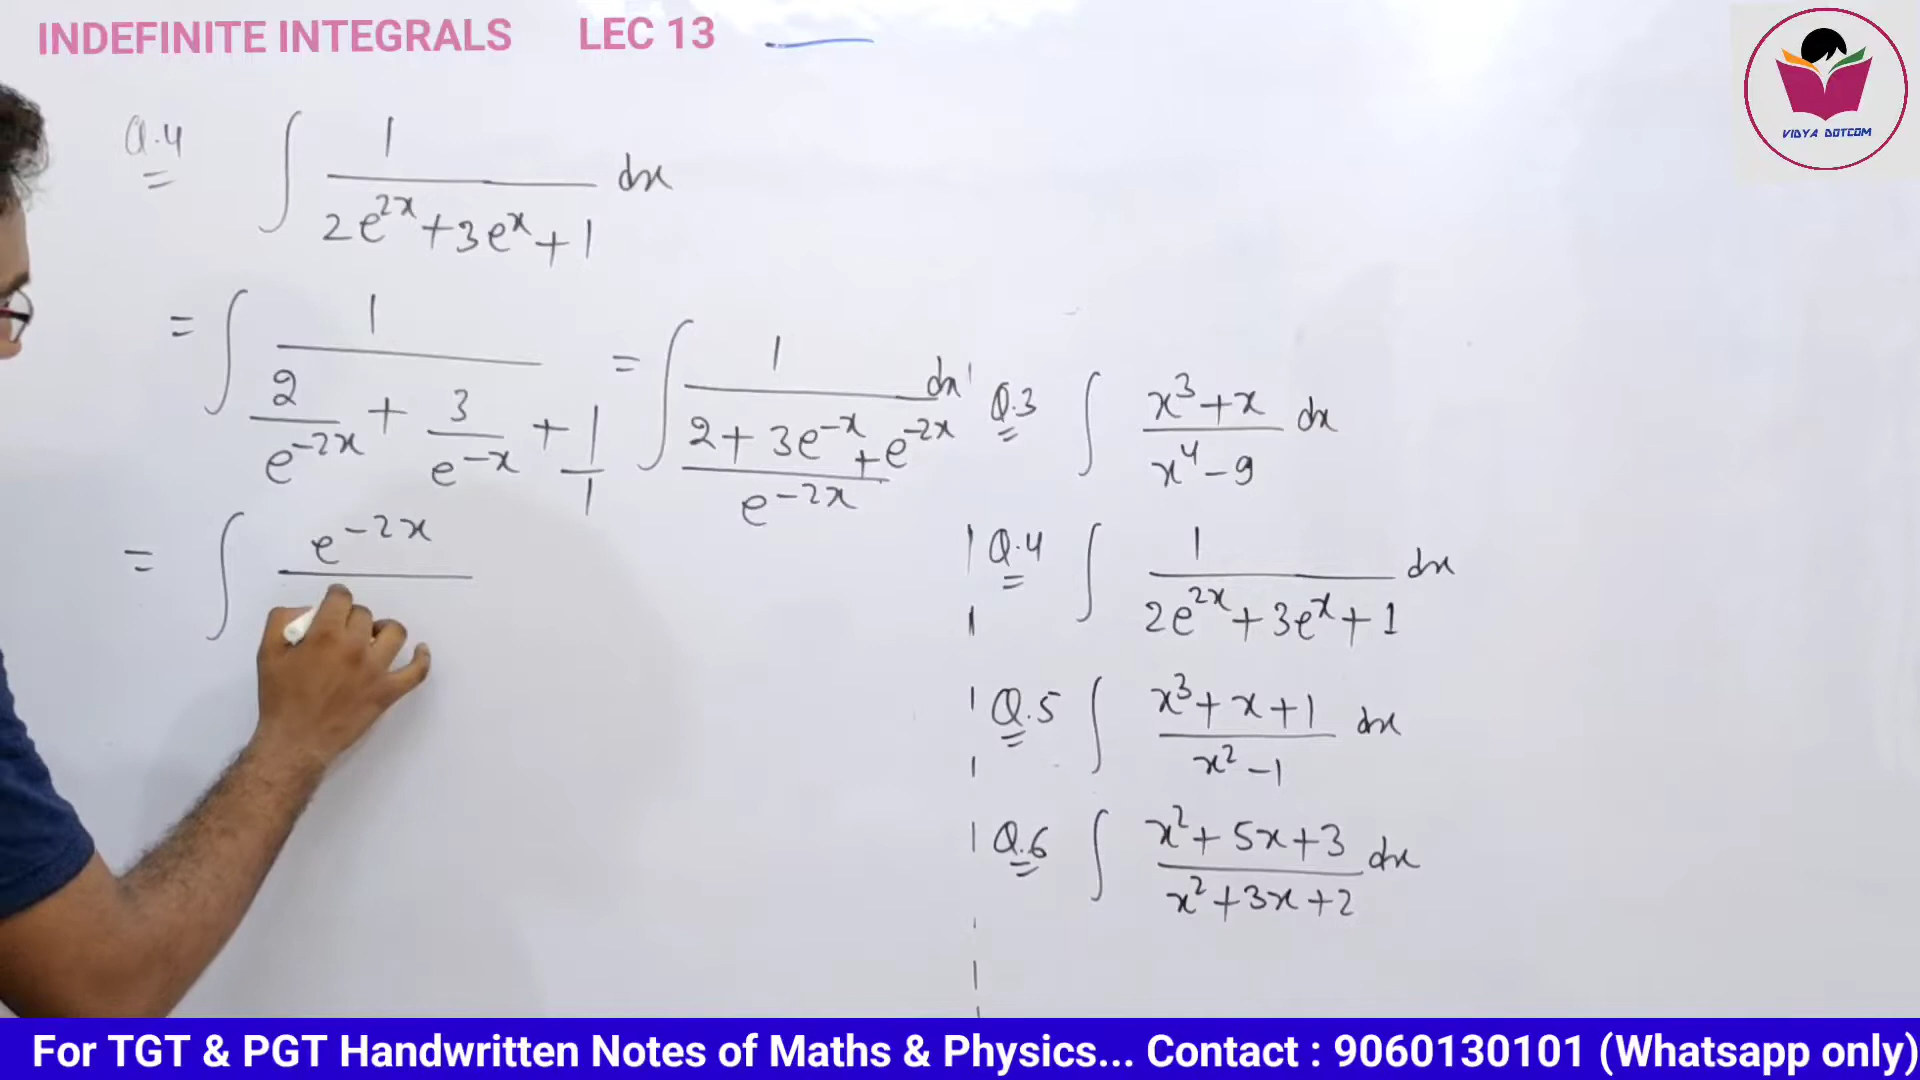 INDEFINITE INTEGRALS LEC 13
VIDYA DOTCOM
Q.4 ∫ 1/(2e^{2x}+3e^x+1) dx
= ∫ 1/(2/e^{-2x} + 3/e^{-x} + 1/1) = ∫ 1/((2+3e^{-x}+e^{-2x})/e^{-2x}) dx
= ∫ e^{-2x}
Q.3 ∫ (x^3+x)/(x^4-9) dx
Q.4 ∫ 1/(2e^{2x}+3e^x+1) dx
Q.5 ∫ (x^3+x+1)/(x^2-1) dx
Q.6 ∫ (x^2+5x+3)/(x^2+3x+2) dx
For TGT & PGT Handwritten Notes of Maths & Physics... Contact : 9060130101 (Whatsapp only)